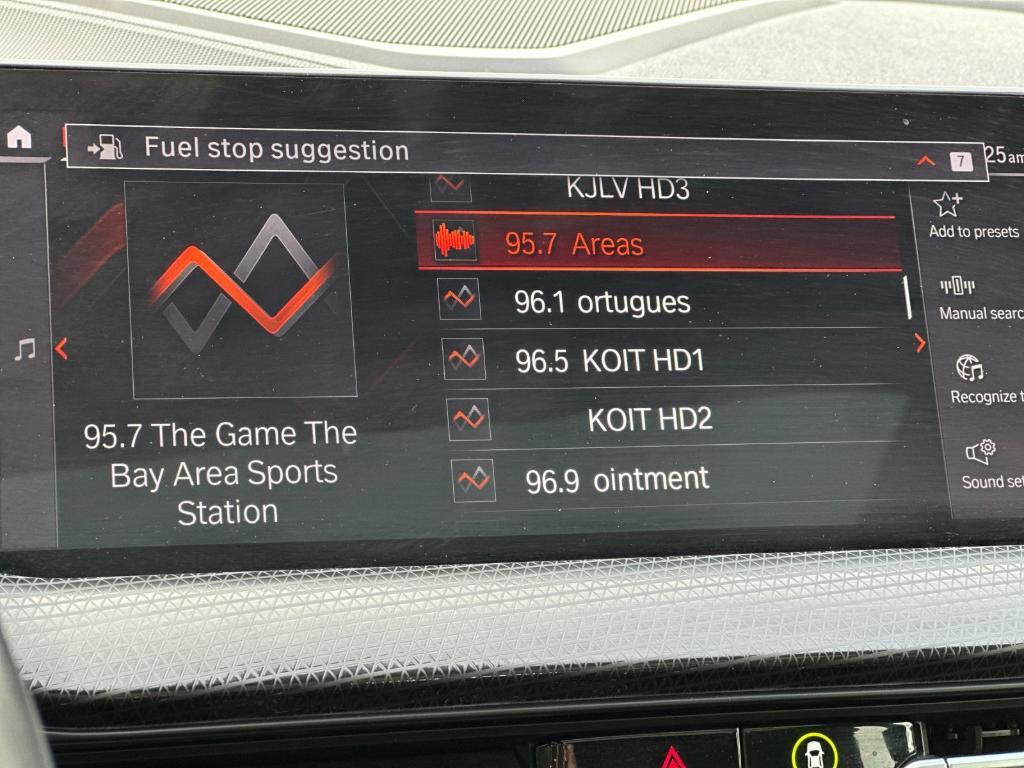 Fuel stop suggestion
7
25 am
KJLV HD3
95.7 Areas
96.1 ortugues
96.5 KOIT HD1
KOIT HD2
96.9 ointment
95.7 The Game The
Bay Area Sports
Station
Add to presets
Manual searc
Recognize t
Sound set